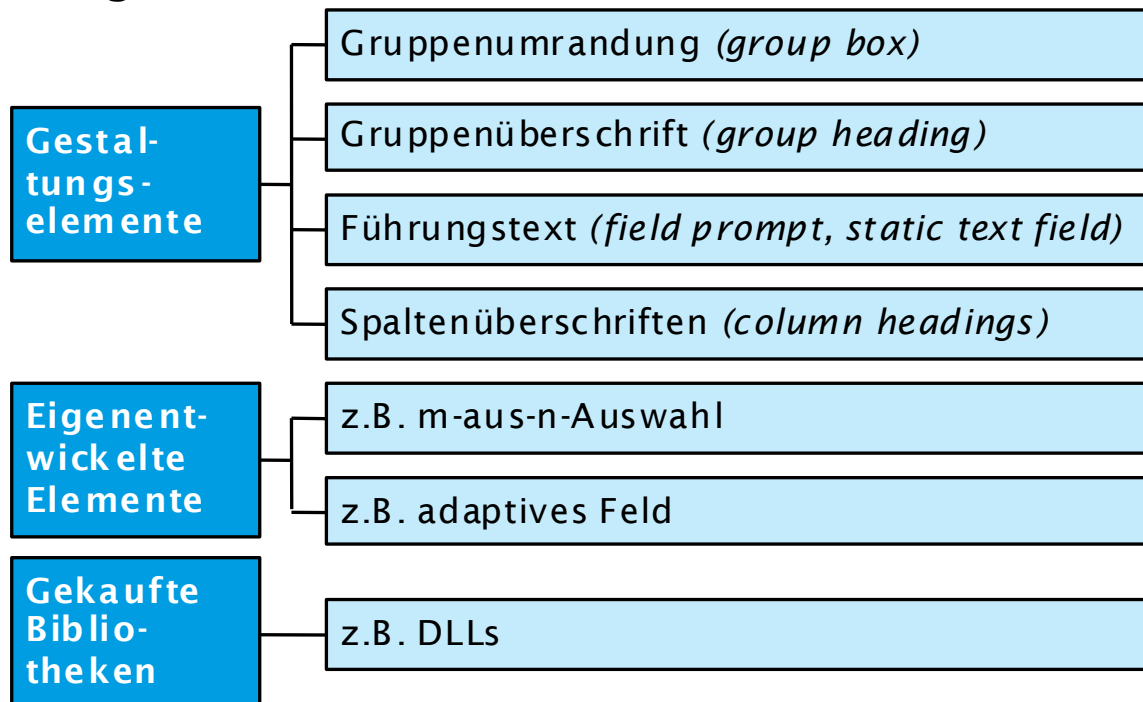 Gestal-
tungs-
elemente
Gruppenumrandung (group box)
Gruppenüberschrift (group heading)
Führungstext (field prompt, static text field)
Spaltenüberschriften (column headings)
Eigenent-
wickelte
Elemente
z.B. m-aus-n-Auswahl
z.B. adaptives Feld
Gekaufte
Biblio-
theken
z.B. DLLs